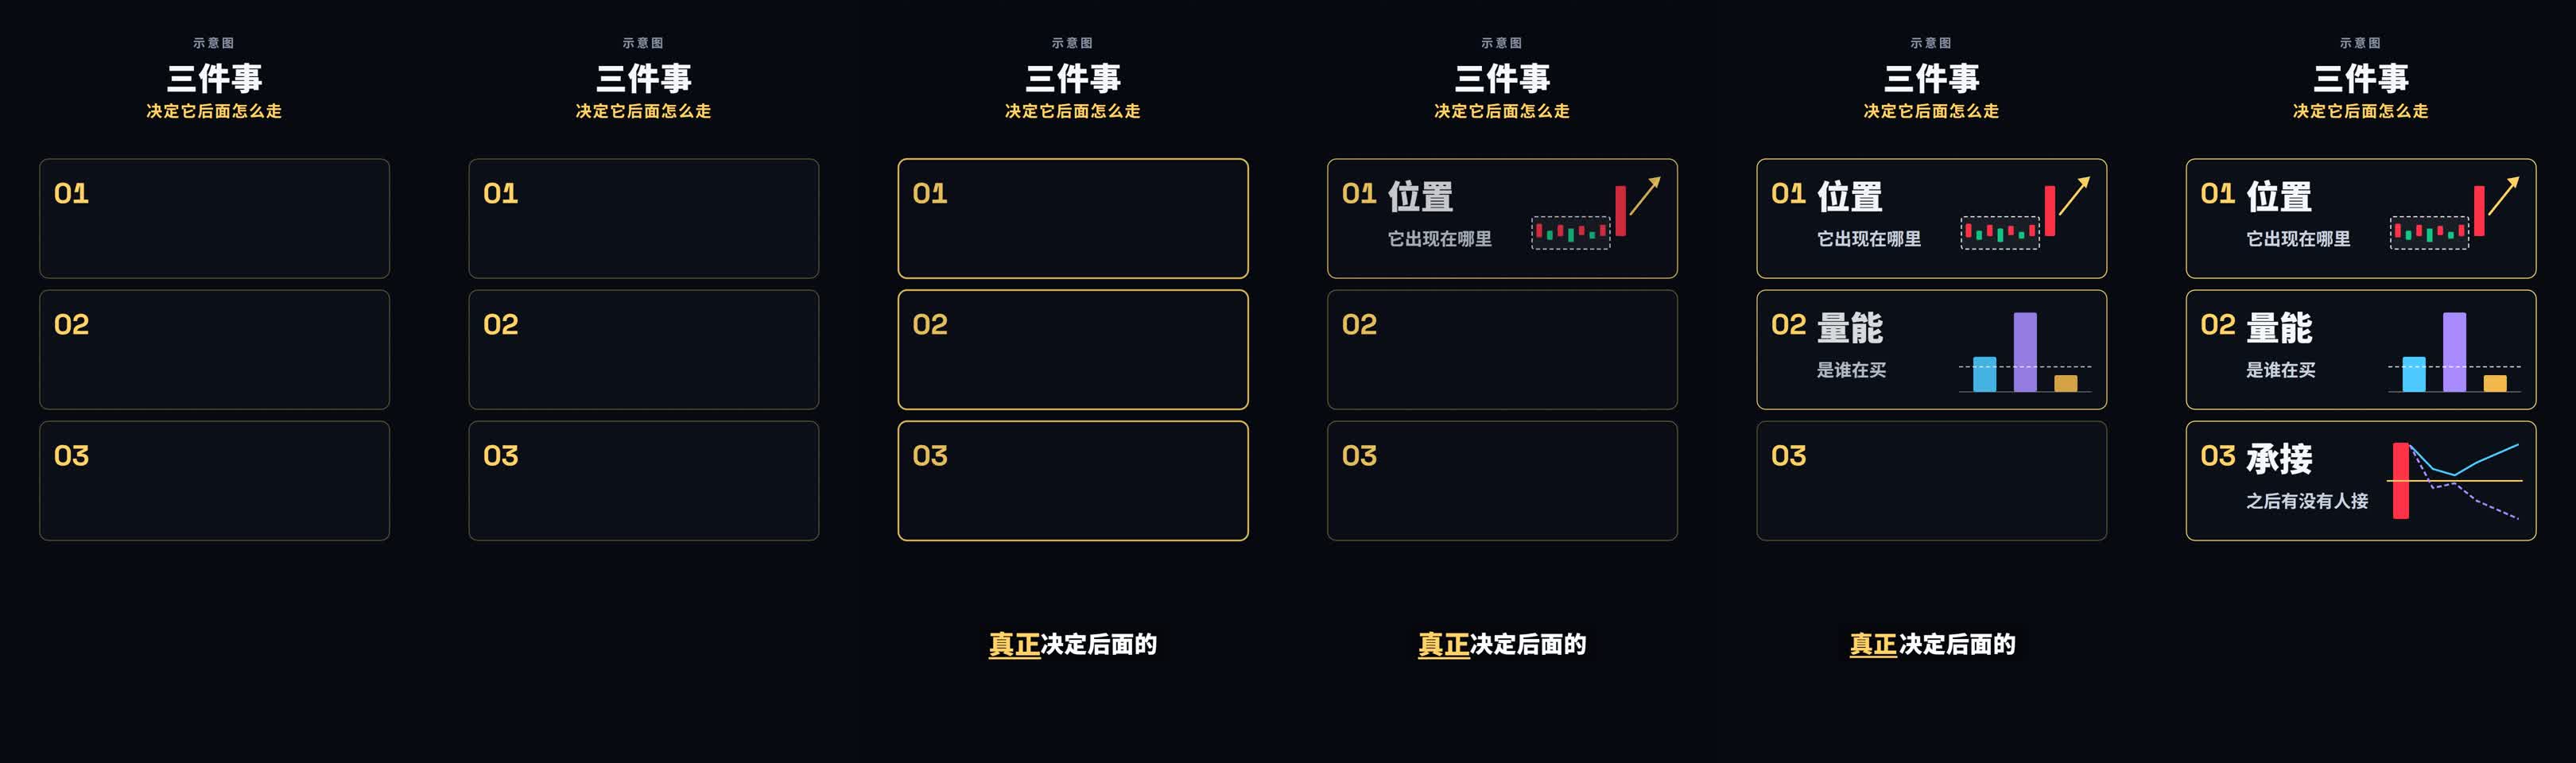 示意图
三件事
决定它后面怎么走
01
02
03
示意图
三件事
决定它后面怎么走
01
02
03
示意图
三件事
决定它后面怎么走
01
02
03
真正决定后面的
示意图
三件事
决定它后面怎么走
01 位置
它出现在哪里
02
03
真正决定后面的
示意图
三件事
决定它后面怎么走
01 位置
它出现在哪里
02 量能
是谁在买
03
真正决定后面的
示意图
三件事
决定它后面怎么走
01 位置
它出现在哪里
02 量能
是谁在买
03 承接
之后有没有人接